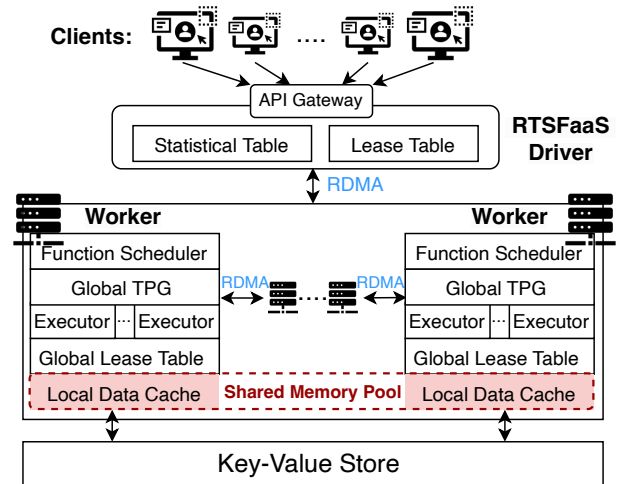 Clients:
....
API Gateway
RTSFaaS
Driver
Statistical Table
Lease Table
RDMA
Worker
Worker
Function Scheduler
Function Scheduler
Global TPG
RDMA
....
RDMA
Global TPG
Executor ... Executor
Executor ... Executor
Global Lease Table
Global Lease Table
Local Data Cache
Shared Memory Pool
Local Data Cache
Key-Value Store